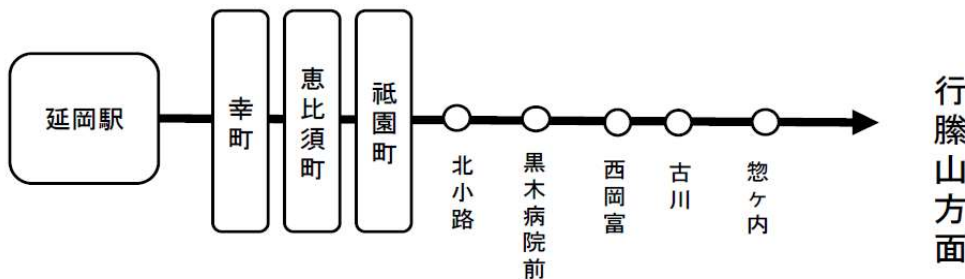 延岡駅
幸町
恵比須町
祗園町
北小路
黒木病院前
西岡富
古川
惣ヶ内
行縢山方面